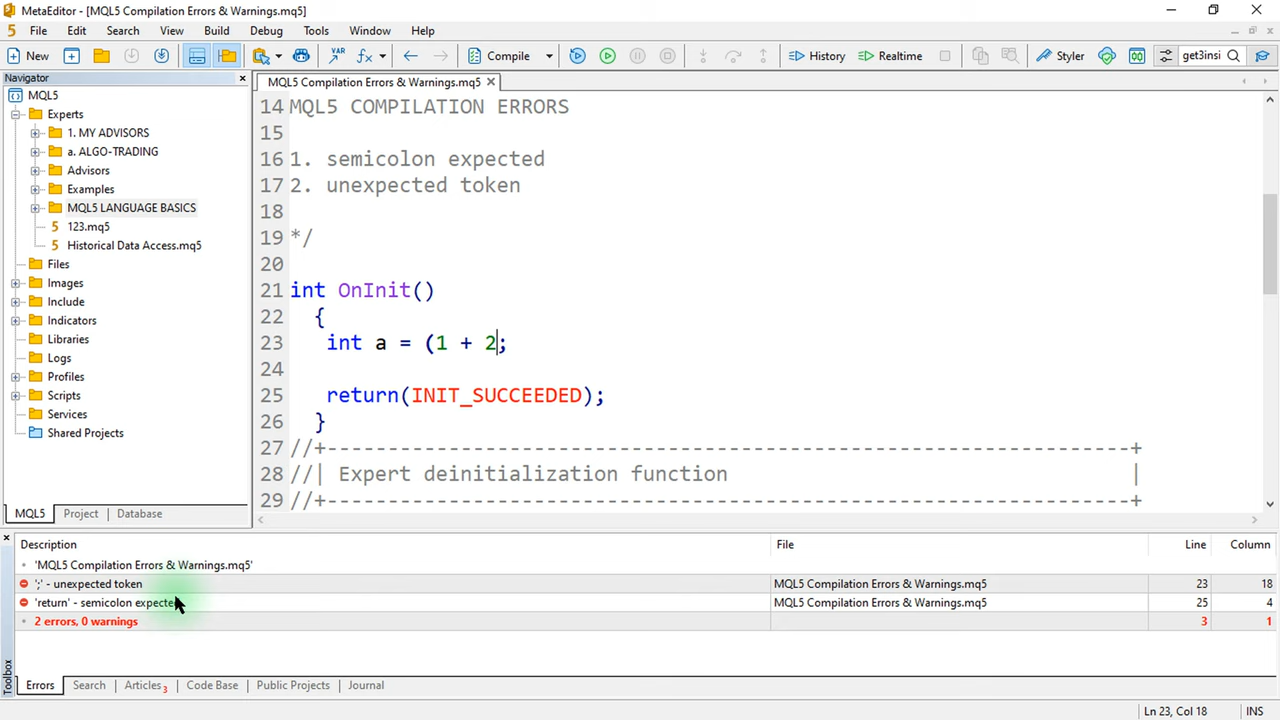 MetaEditor - [MQL5 Compilation Errors & Warnings.mq5]
5 File Edit Search View Build Debug Tools Window Help
New Compile History Realtime Styler get3insi
Navigator
MQL5 Compilation Errors & Warnings.mq5
MQL5
Experts
1. MY ADVISORS
a. ALGO-TRADING
Advisors
Examples
MQL5 LANGUAGE BASICS
5 123.mq5
5 Historical Data Access.mq5
Files
Images
Include
Indicators
Libraries
Logs
Profiles
Scripts
Services
Shared Projects
MQL5 Project Database
14 MQL5 COMPILATION ERRORS
15
16 1. semicolon expected
17 2. unexpected token
18
19 */
20
21 int OnInit()
22 {
23 int a = (1 + 2;
24
25 return(INIT_SUCCEEDED);
26 }
27 //+------------------------------------------------------------------+
28 //| Expert deinitialization function |
29 //+------------------------------------------------------------------+
Description File Line Column
'MQL5 Compilation Errors & Warnings.mq5'
';' - unexpected token MQL5 Compilation Errors & Warnings.mq5 23 18
'return' - semicolon expected MQL5 Compilation Errors & Warnings.mq5 25 4
2 errors, 0 warnings 3 1
Toolbox
Errors Search Articles 3 Code Base Public Projects Journal
Ln 23, Col 18 INS